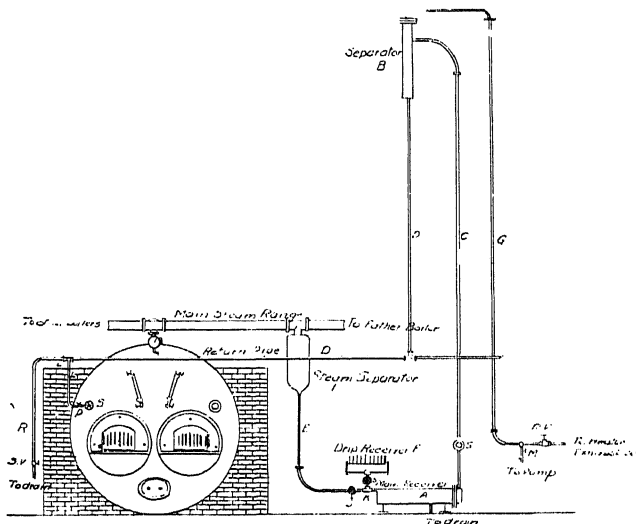 Separator
B
D
C
G
Main Steam Range
To Futher Boiler
Return Pipe
D
Steam Separator
L
P
S
R
S.V
To drain
E
Drip Receiver F
J
K
Main Receiver
A
S
To drain
R.V
M
To Pump